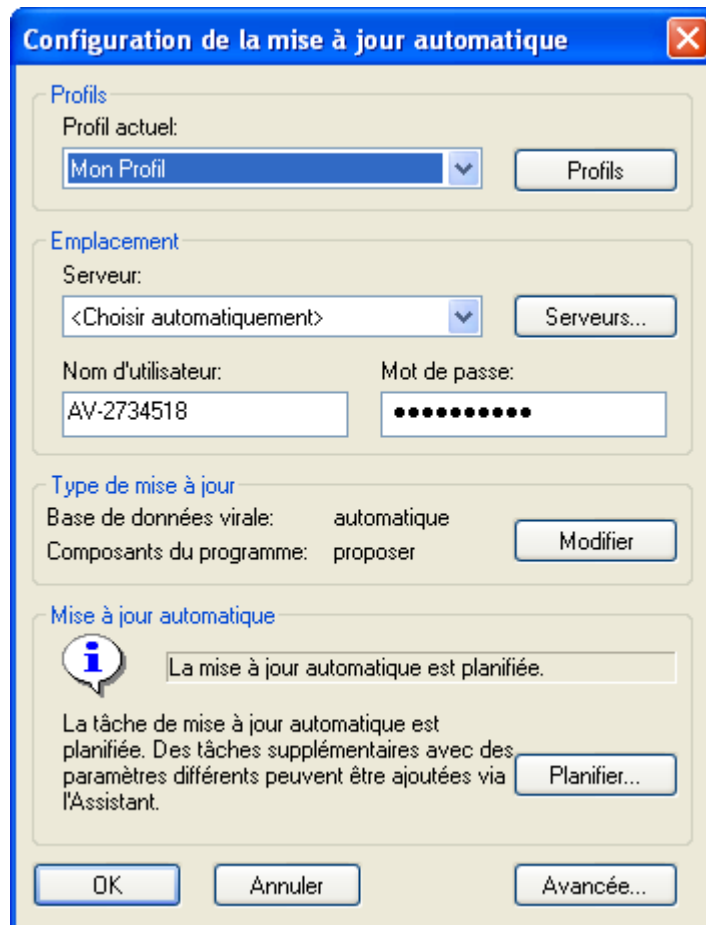 Configuration de la mise à jour automatique
Profils
Profil actuel:
Mon Profil
Profils
Emplacement
Serveur:
<Choisir automatiquement>
Serveurs...
Nom d'utilisateur: Mot de passe:
AV-2734518 ●●●●●●●●●●
Type de mise à jour
Base de données virale: automatique
Composants du programme: proposer
Modifier
Mise à jour automatique
La mise à jour automatique est planifiée.
La tâche de mise à jour automatique est
planifiée. Des tâches supplémentaires avec des
paramètres différents peuvent être ajoutées via
l'Assistant.
Planifier...
OK Annuler Avancée...